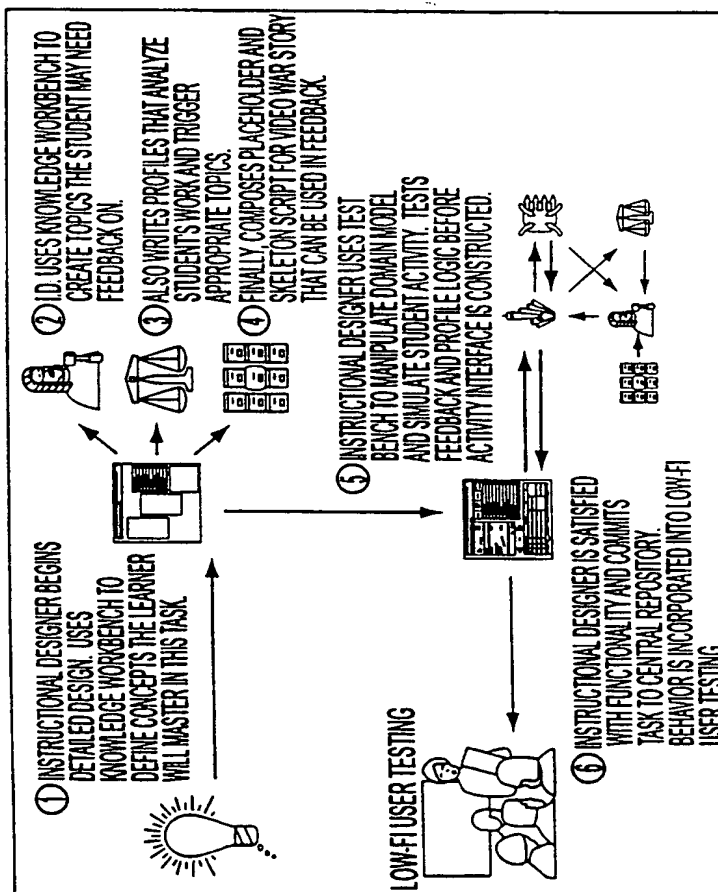 ① INSTRUCTIONAL DESIGNER BEGINS
DETAILED DESIGN. USES
KNOWLEDGE WORKBENCH TO
DEFINE CONCEPTS THE LEARNER
WILL MASTER IN THIS TASK.
② I.D. USES KNOWLEDGE WORKBENCH TO
CREATE TOPICS THE STUDENT MAY NEED
FEEDBACK ON.
③ ALSO WRITES PROFILES THAT ANALYZE
STUDENT'S WORK AND TRIGGER
APPROPRIATE TOPICS.
④ FINALLY, COMPOSES PLACEHOLDER AND
SKELETON SCRIPT FOR VIDEO WAR STORY
THAT CAN BE USED IN FEEDBACK.
⑤ INSTRUCTIONAL DESIGNER USES TEST
BENCH TO MANIPULATE DOMAIN MODEL
AND SIMULATE STUDENT ACTIVITY. TESTS
FEEDBACK AND PROFILE LOGIC BEFORE
ACTIVITY INTERFACE IS CONSTRUCTED.
LOW-FI USER TESTING
⑥ INSTRUCTIONAL DESIGNER IS SATISFIED
WITH FUNCTIONALITY AND COMMITS
TASK TO CENTRAL REPOSITORY.
BEHAVIOR IS INCORPORATED INTO LOW-FI
USER TESTING